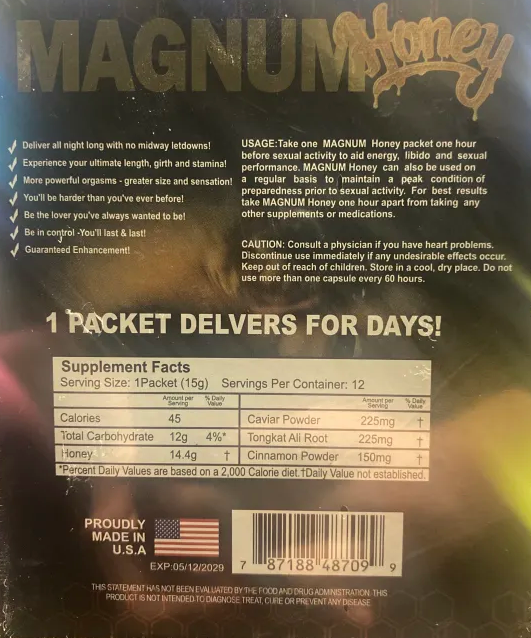 MAGNUM Honey
Deliver all night long with no midway letdowns!
Experience your ultimate length, girth and stamina!
More powerful orgasms - greater size and sensation!
You'll be harder than you've ever before!
Be the lover you've always wanted to be!
Be in control -You'll last & last!
Guaranteed Enhancement!
USAGE:Take one MAGNUM Honey packet one hour
before sexual activity to aid energy, libido and sexual
performance. MAGNUM Honey can also be used on
a regular basis to maintain a peak condition of
preparedness prior to sexual activity. For best results
take MAGNUM Honey one hour apart from taking any
other supplements or medications.
CAUTION: Consult a physician if you have heart problems.
Discontinue use immediately if any undesirable effects occur.
Keep out of reach of children. Store in a cool, dry place. Do not
use more than one capsule every 60 hours.
1 PACKET DELVERS FOR DAYS!
Supplement Facts
Serving Size: 1Packet (15g) Servings Per Container: 12
Amount per Serving % Daily Value Amount per Serving % Daily Value
Calories 45 Caviar Powder 225mg †
Total Carbohydrate 12g 4%* Tongkat Ali Root 225mg †
Honey 14.4g † Cinnamon Powder 150mg †
*Percent Daily Values are based on a 2,000 Calorie diet.†Daily Value not established.
PROUDLY
MADE IN
U.S.A
EXP:05/12/2029
7 87188 48709 9
THIS STATEMENT HAS NOT BEEN EVALUATED BY THE FOOD AND DRUG ADMINISTRATION. THIS
PRODUCT IS NOT INTENDED TO DIAGNOSE TREAT, CURE OR PREVENT ANY DISEASE